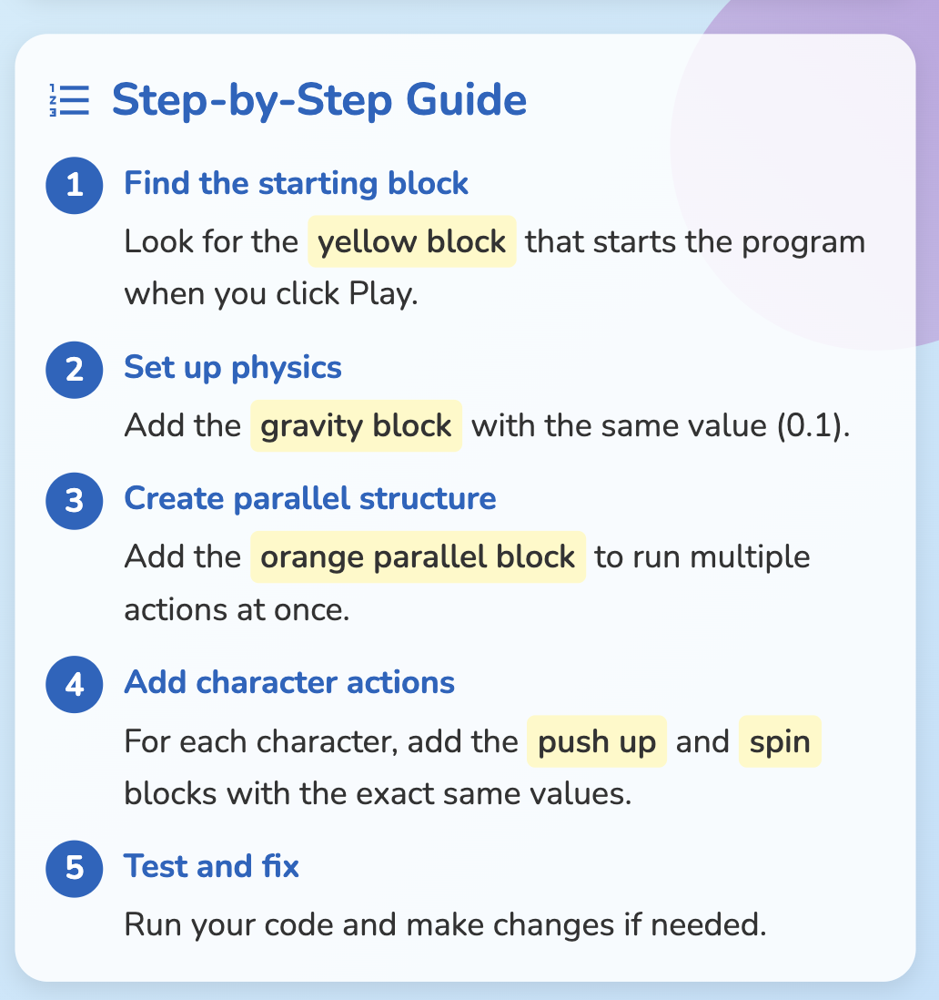 Step-by-Step Guide
1 Find the starting block
Look for the yellow block that starts the program
when you click Play.
2 Set up physics
Add the gravity block with the same value (0.1).
3 Create parallel structure
Add the orange parallel block to run multiple
actions at once.
4 Add character actions
For each character, add the push up and spin
blocks with the exact same values.
5 Test and fix
Run your code and make changes if needed.